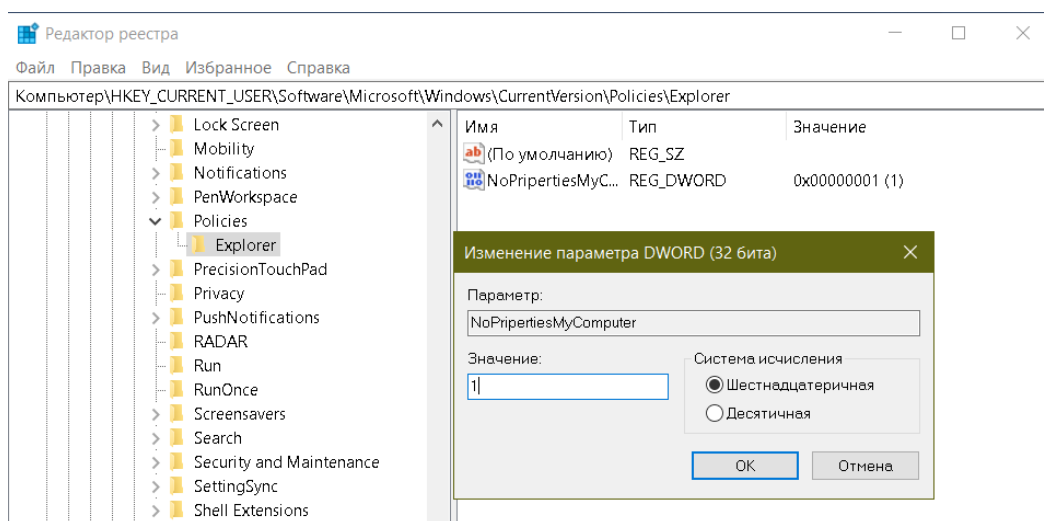 Редактор реестра
Файл Правка Вид Избранное Справка
Компьютер\HKEY_CURRENT_USER\Software\Microsoft\Windows\CurrentVersion\Policies\Explorer
Lock Screen
Mobility
Notifications
PenWorkspace
Policies
Explorer
PrecisionTouchPad
Privacy
PushNotifications
RADAR
Run
RunOnce
Screensavers
Search
Security and Maintenance
SettingSync
Shell Extensions
Имя Тип Значение
(По умолчанию) REG_SZ
NoPripertiesMyC... REG_DWORD 0x00000001 (1)
Изменение параметра DWORD (32 бита)
Параметр:
NoPripertiesMyComputer
Значение:
1
Система исчисления
Шестнадцатеричная
Десятичная
OK Отмена